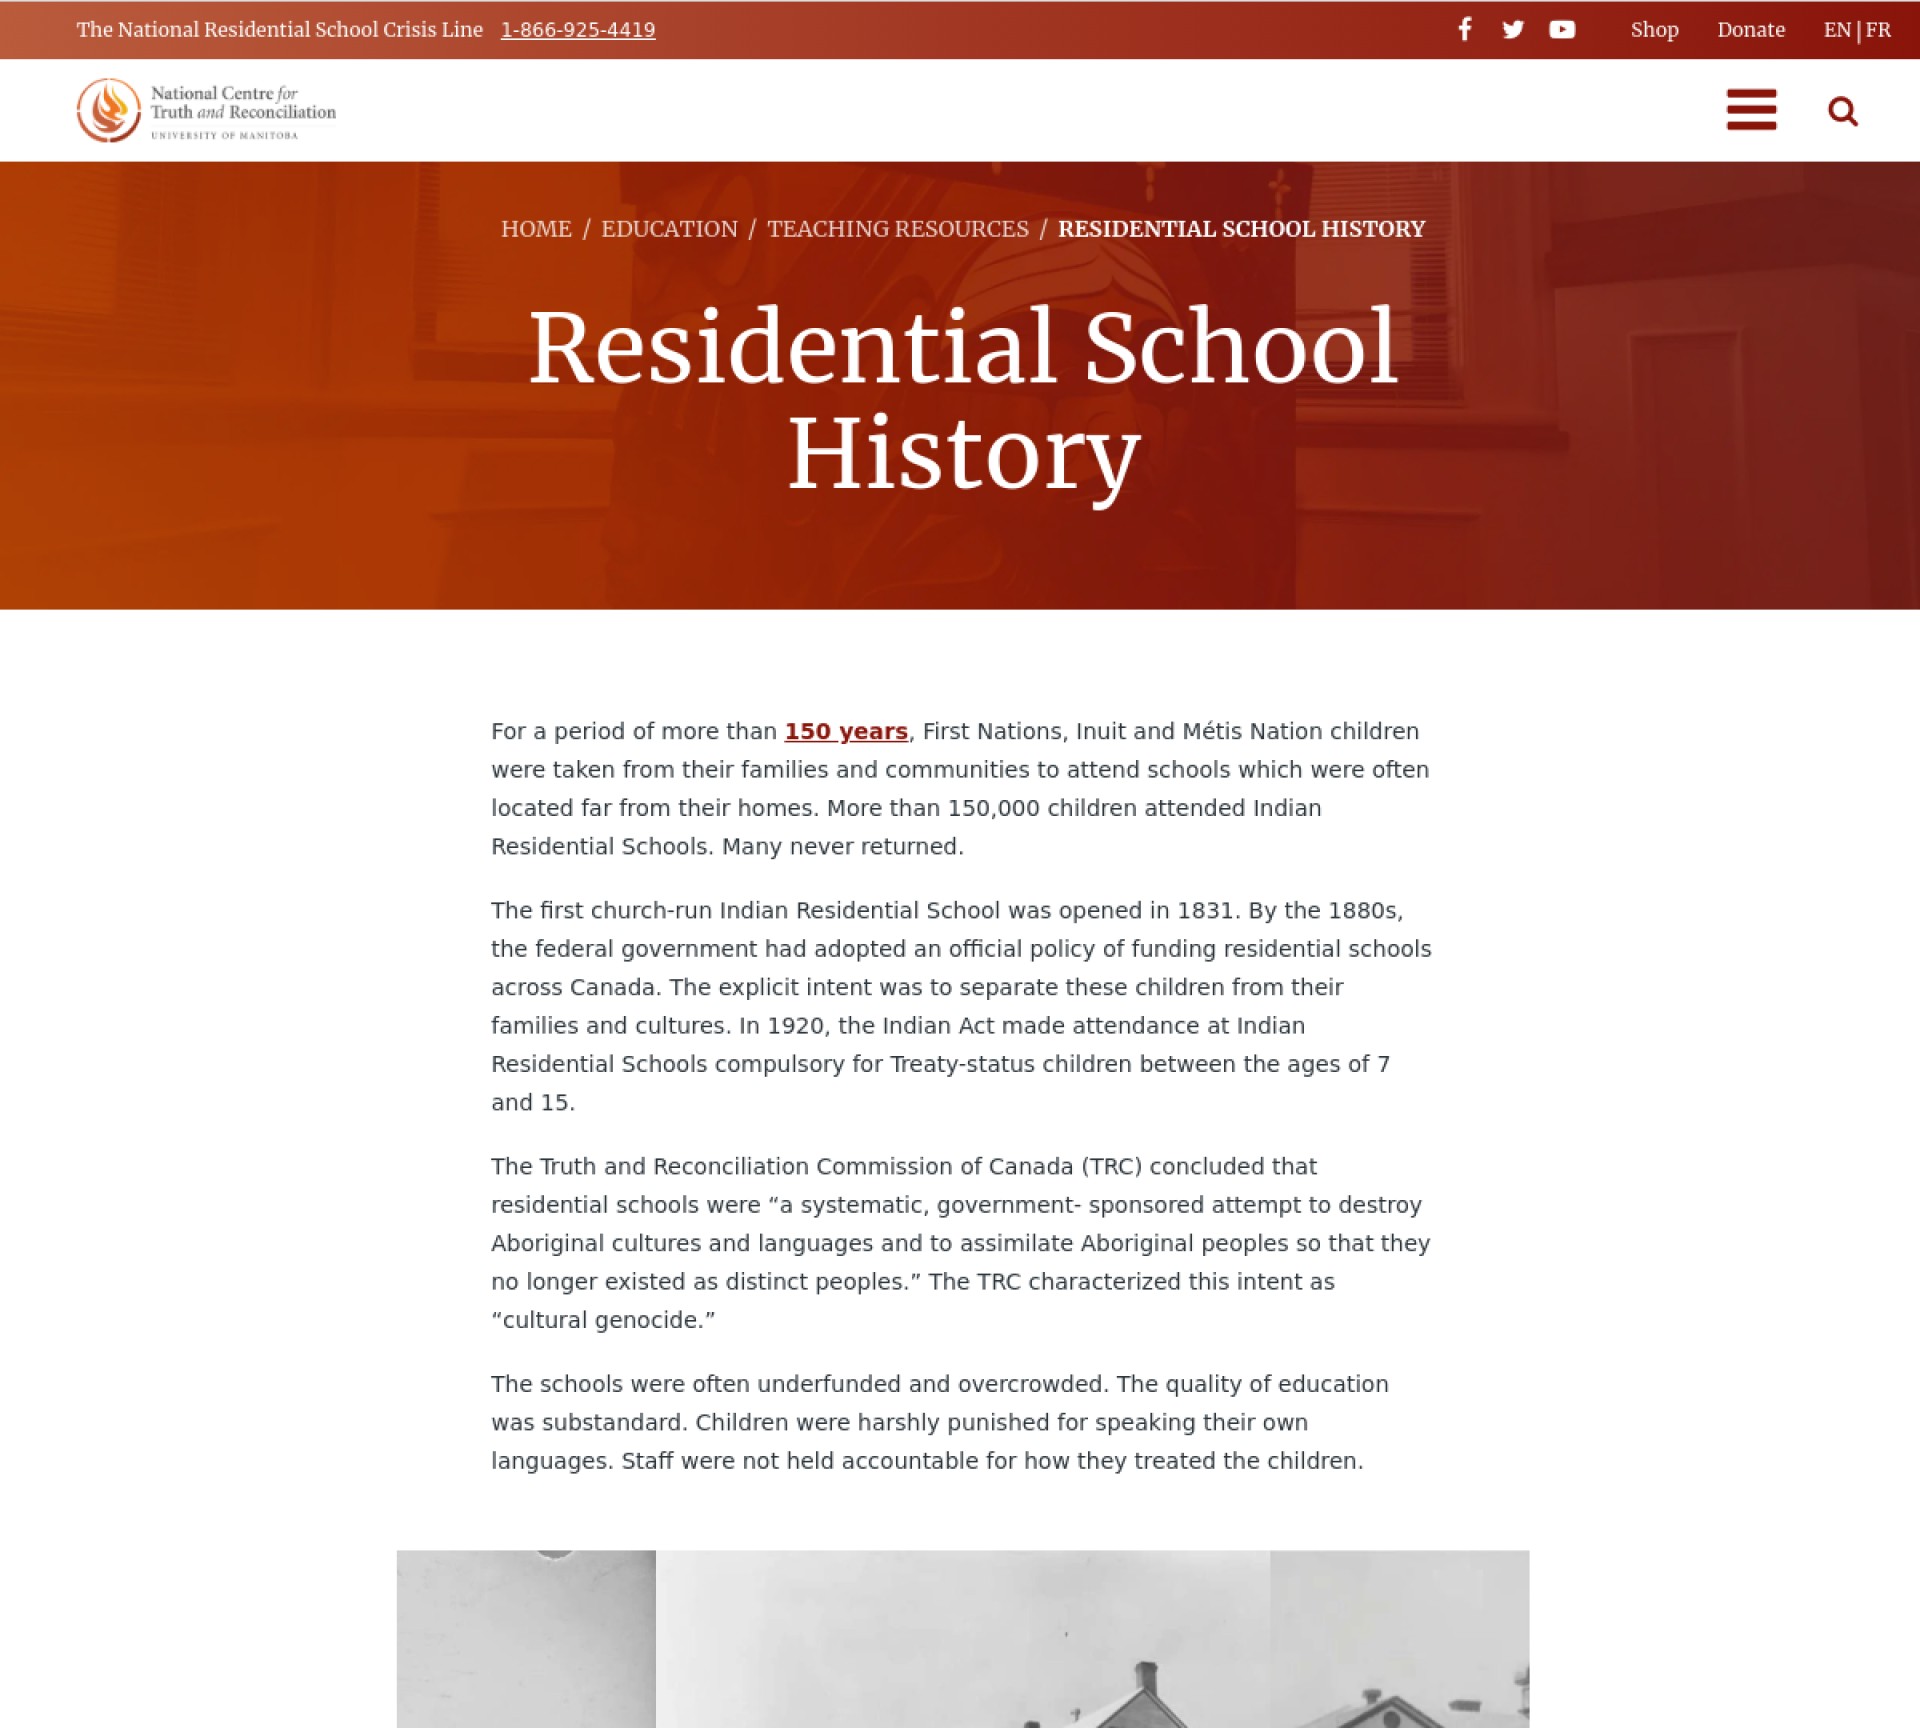 The National Residential School Crisis Line 1-866-925-4419
Shop Donate EN | FR
National Centre for
Truth and Reconciliation
UNIVERSITY OF MANITOBA
HOME / EDUCATION / TEACHING RESOURCES / RESIDENTIAL SCHOOL HISTORY
Residential School
History
For a period of more than 150 years, First Nations, Inuit and Métis Nation children
were taken from their families and communities to attend schools which were often
located far from their homes. More than 150,000 children attended Indian
Residential Schools. Many never returned.
The first church-run Indian Residential School was opened in 1831. By the 1880s,
the federal government had adopted an official policy of funding residential schools
across Canada. The explicit intent was to separate these children from their
families and cultures. In 1920, the Indian Act made attendance at Indian
Residential Schools compulsory for Treaty-status children between the ages of 7
and 15.
The Truth and Reconciliation Commission of Canada (TRC) concluded that
residential schools were “a systematic, government- sponsored attempt to destroy
Aboriginal cultures and languages and to assimilate Aboriginal peoples so that they
no longer existed as distinct peoples.” The TRC characterized this intent as
“cultural genocide.”
The schools were often underfunded and overcrowded. The quality of education
was substandard. Children were harshly punished for speaking their own
languages. Staff were not held accountable for how they treated the children.